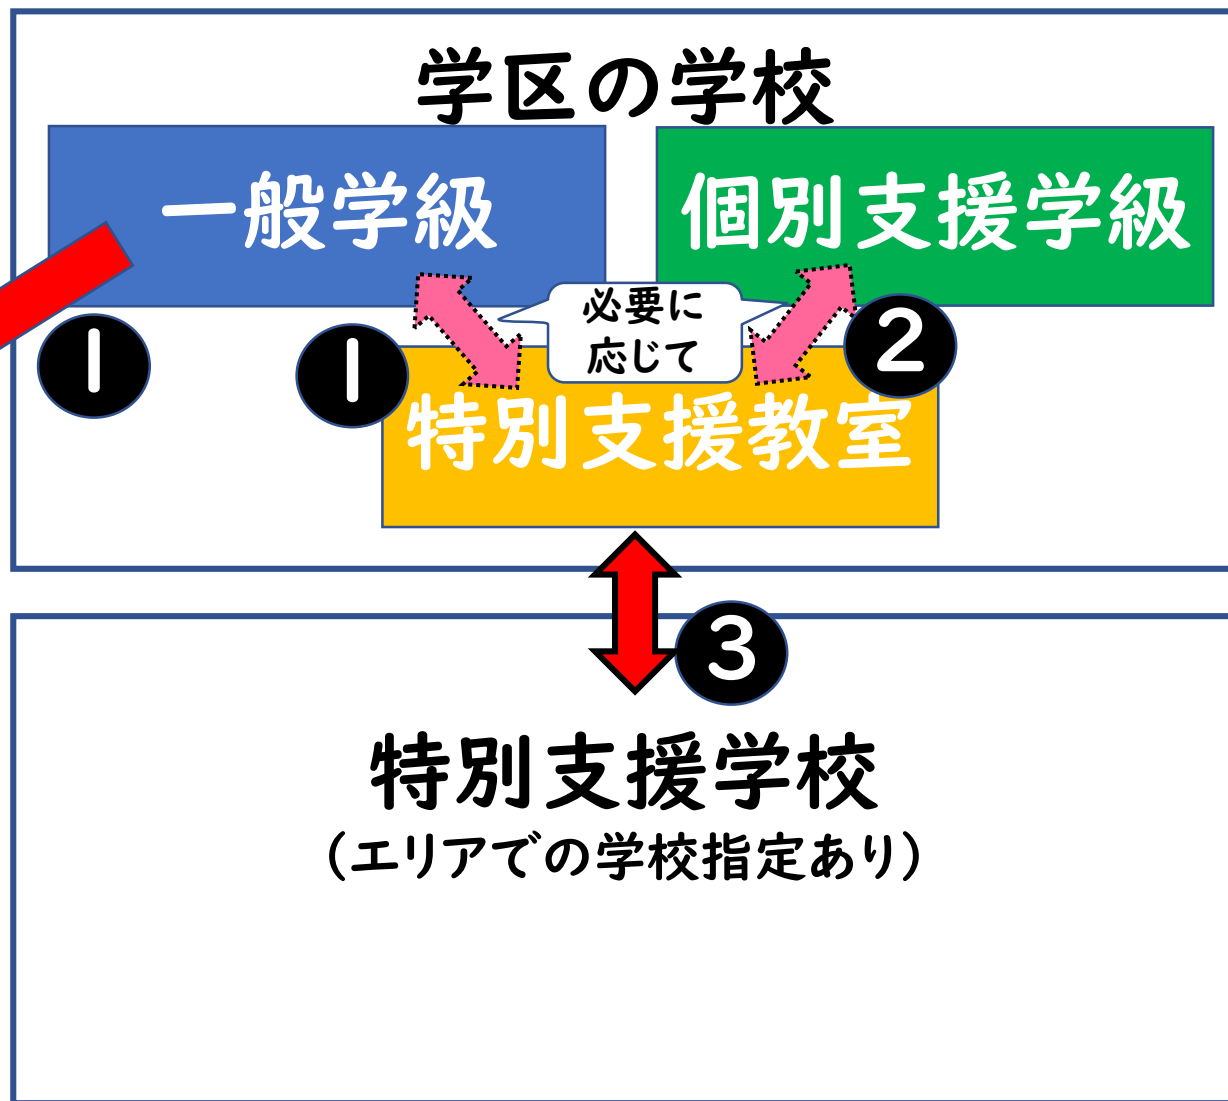 学区の学校
一般学級
個別支援学級
必要に
応じて
1
1
2
特別支援教室
3
特別支援学校
(エリアでの学校指定あり)